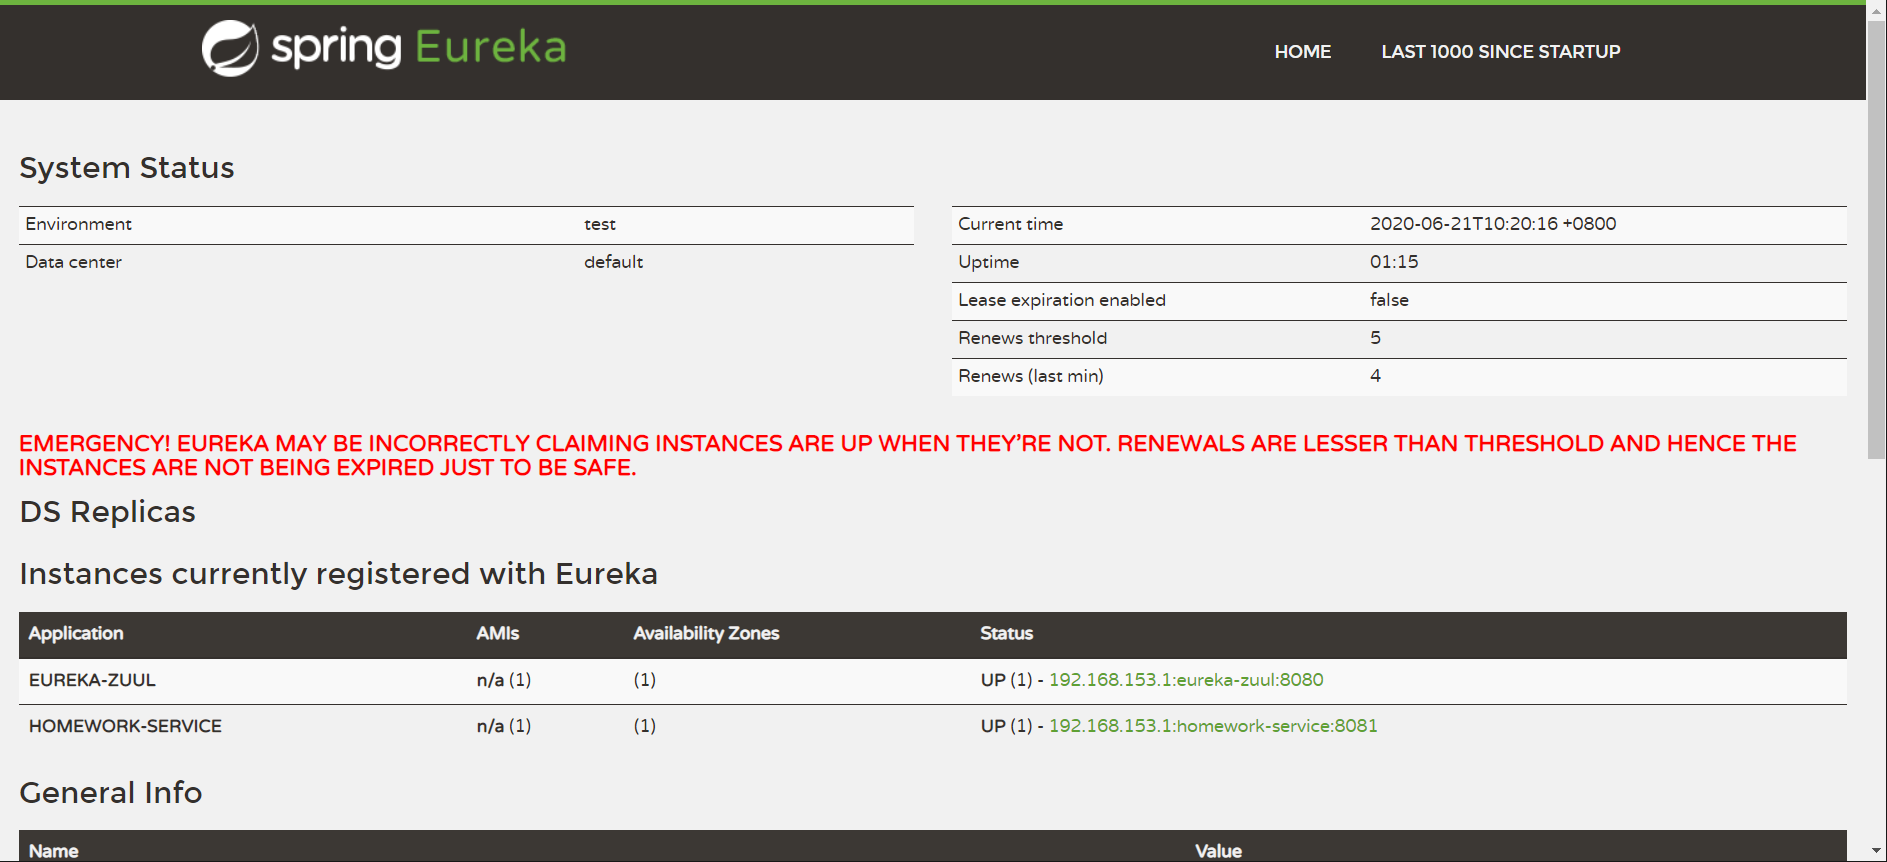 spring Eureka
HOME LAST 1000 SINCE STARTUP
System Status
Environment test
Data center default
Current time 2020-06-21T10:20:16 +0800
Uptime 01:15
Lease expiration enabled false
Renews threshold 5
Renews (last min) 4
EMERGENCY! EUREKA MAY BE INCORRECTLY CLAIMING INSTANCES ARE UP WHEN THEY'RE NOT. RENEWALS ARE LESSER THAN THRESHOLD AND HENCE THE
INSTANCES ARE NOT BEING EXPIRED JUST TO BE SAFE.
DS Replicas
Instances currently registered with Eureka
Application AMIs Availability Zones Status
EUREKA-ZUUL n/a (1) (1) UP (1) - 192.168.153.1:eureka-zuul:8080
HOMEWORK-SERVICE n/a (1) (1) UP (1) - 192.168.153.1:homework-service:8081
General Info
Name Value